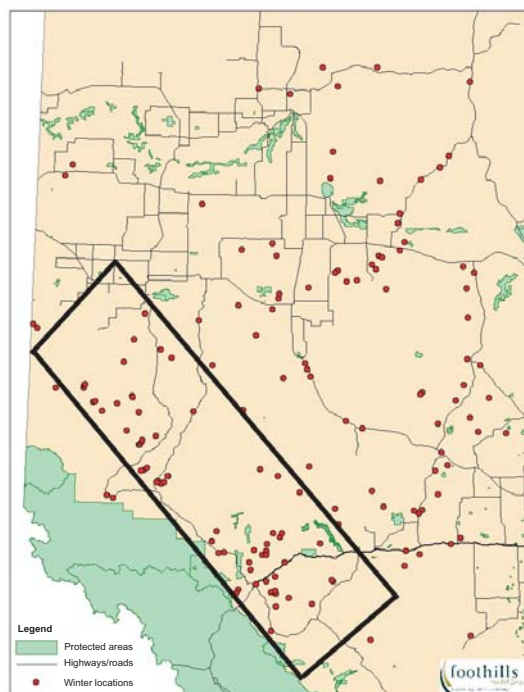 Legend
Protected areas
Highways/roads
Winter locations
foothills